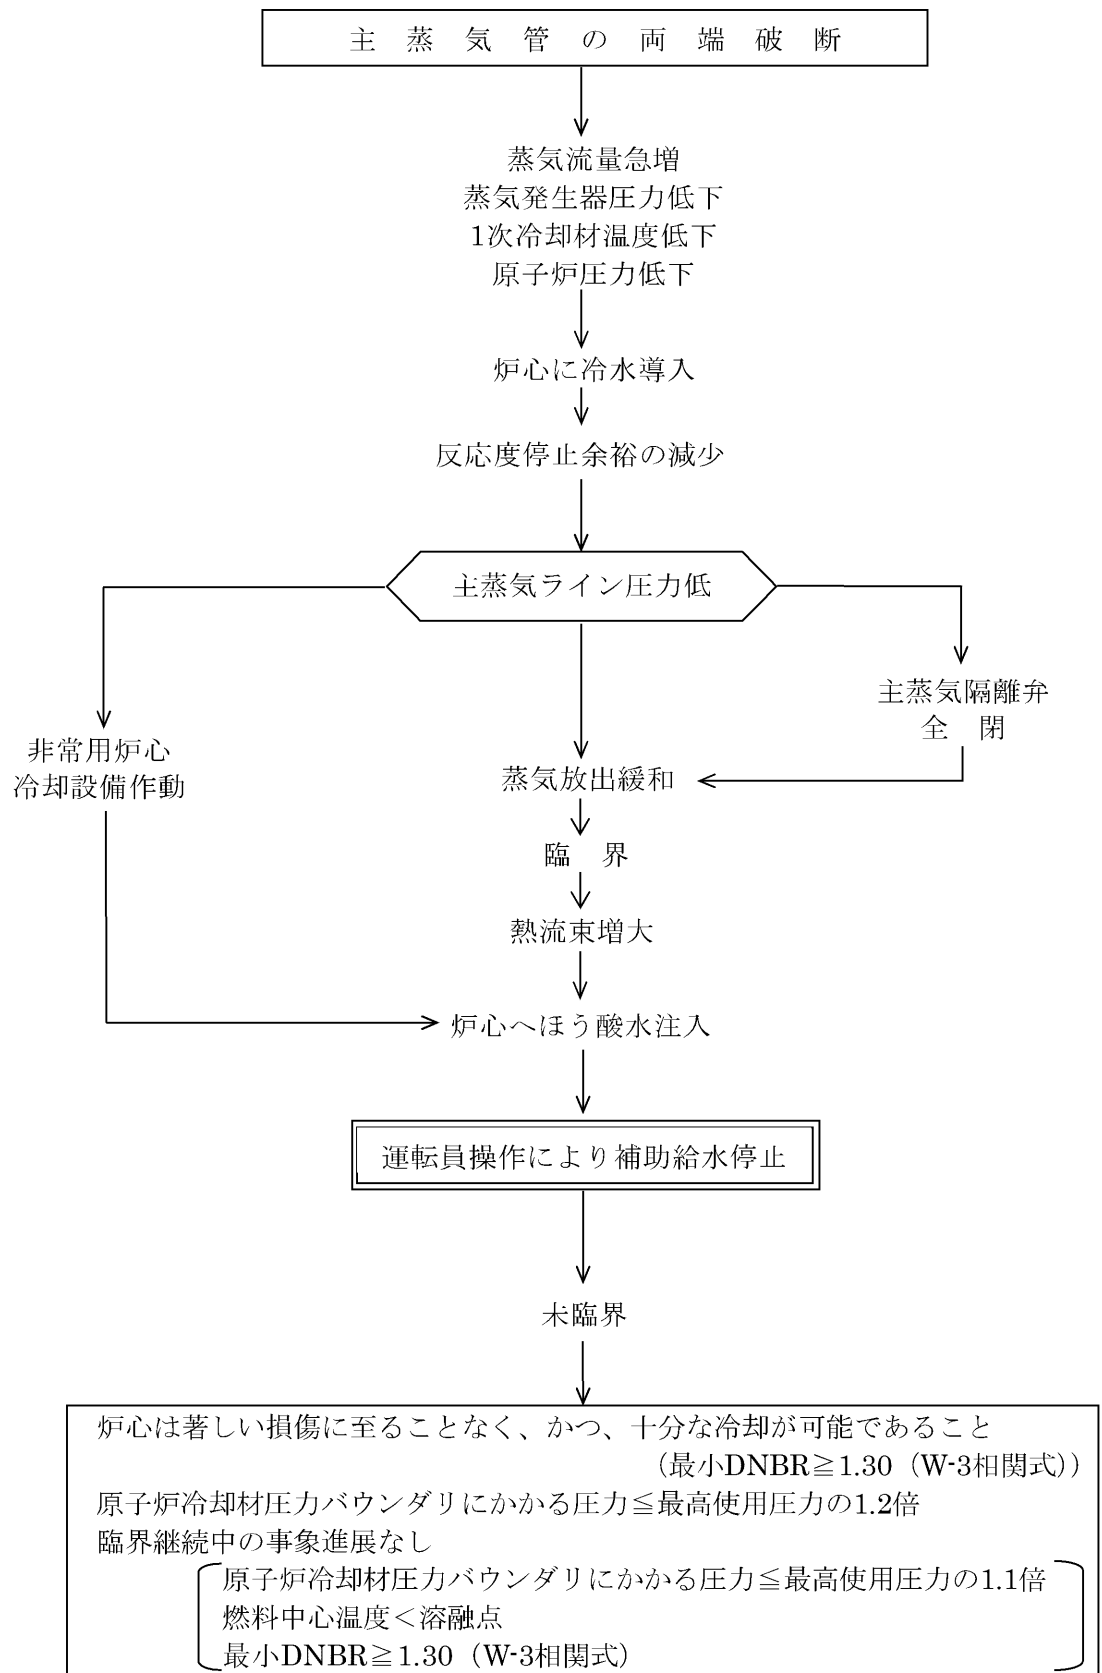 主蒸気管の両端破断
蒸気流量急増
蒸気発生器圧力低下
1次冷却材温度低下
原子炉圧力低下
炉心に冷水導入
反応度停止余裕の減少
主蒸気ライン圧力低
主蒸気隔離弁
全閉
非常用炉心
冷却設備作動
蒸気放出緩和
臨界
熱流束増大
炉心へほう酸水注入
運転員操作により補助給水停止
未臨界
炉心は著しい損傷に至ることなく、かつ、十分な冷却が可能であること
（最小DNBR≧1.30（W-3相関式））
原子炉冷却材圧力バウンダリにかかる圧力≦最高使用圧力の1.2倍
臨界継続中の事象進展なし
原子炉冷却材圧力バウンダリにかかる圧力≦最高使用圧力の1.1倍
燃料中心温度＜溶融点
最小DNBR≧1.30（W-3相関式）